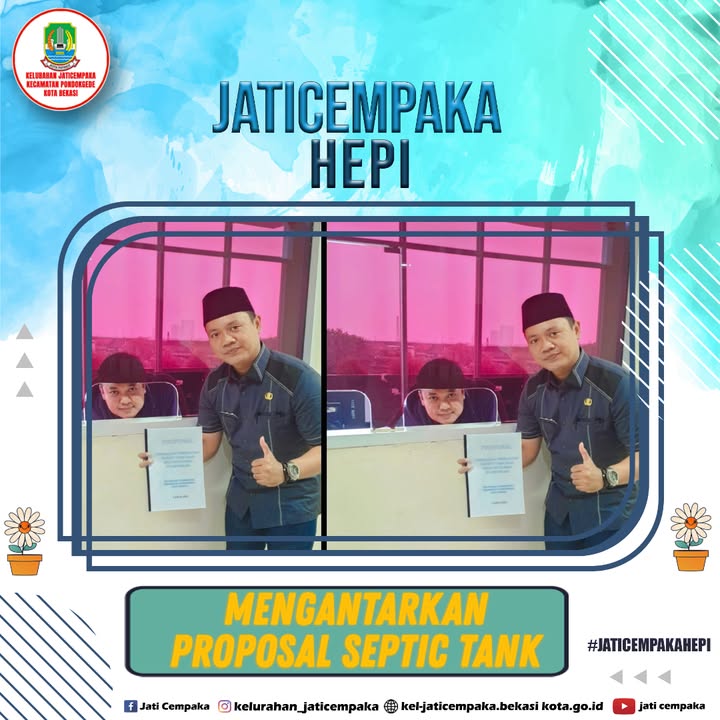 KELURAHAN JATICEMPAKA
KECAMATAN PONDOKGEDE
KOTA BEKASI
JATICEMPAKA
HEPI
PROPOSAL
MENGANTARKAN
PROPOSAL SEPTIC TANK
#JATICEMPAKAHEPI
Jati Cempaka kelurahan_jaticempaka kel-jaticempaka.bekasi kota.go.id jati cempaka